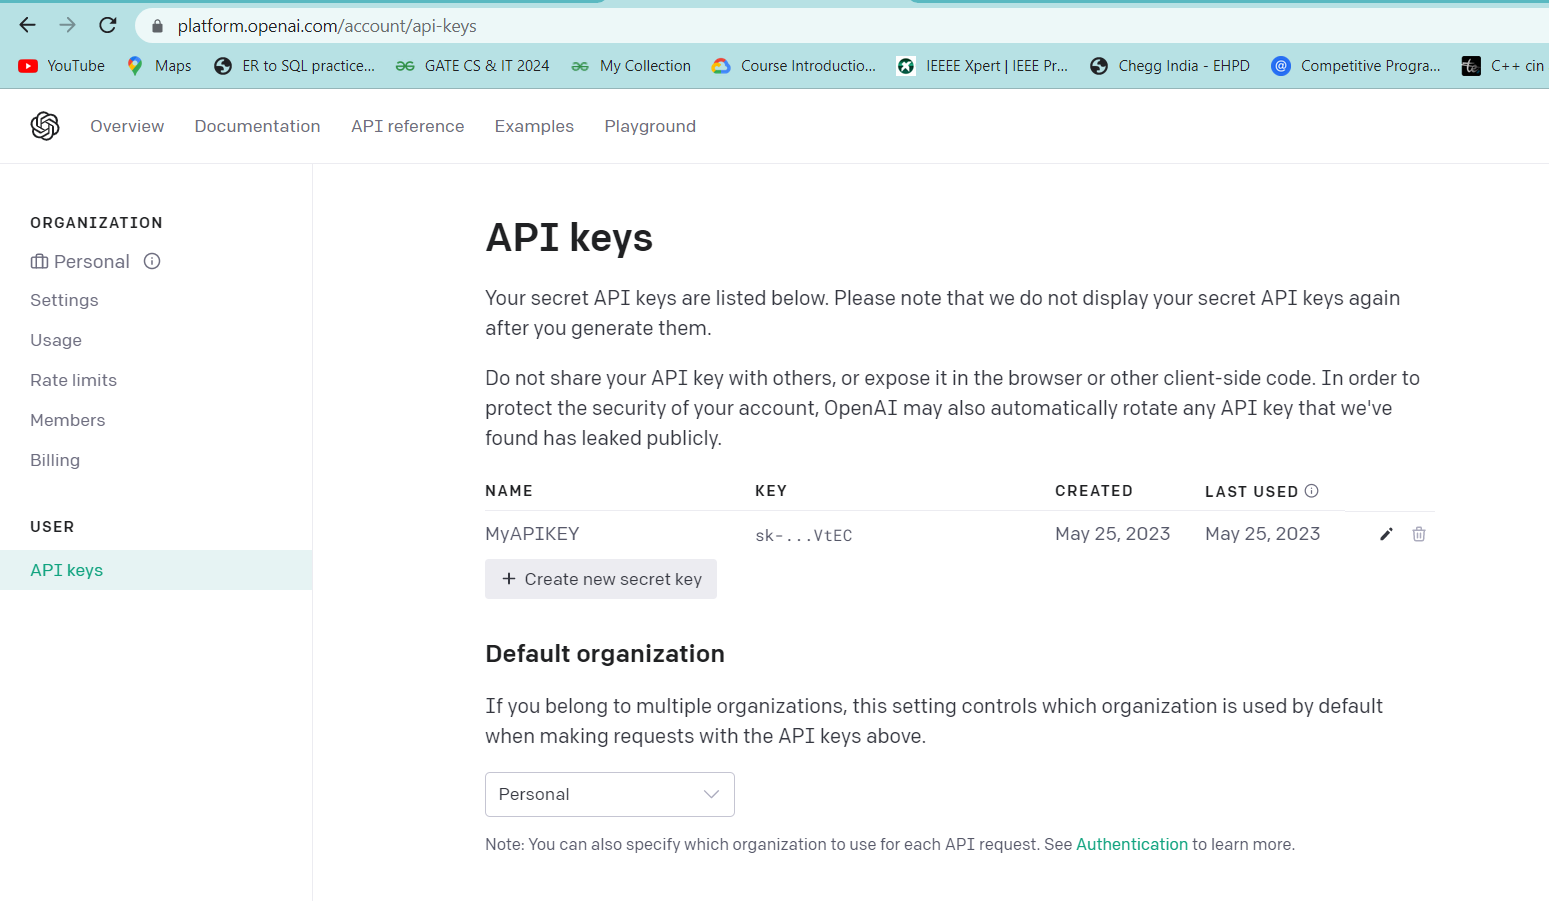 platform.openai.com/account/api-keys
YouTube Maps ER to SQL practice... GATE CS & IT 2024 My Collection Course Introductio... IEEEE Xpert | IEEE Pr... Chegg India - EHPD Competitive Progra... te C++ cin
Overview Documentation API reference Examples Playground
ORGANIZATION
Personal
Settings
Usage
Rate limits
Members
Billing
USER
API keys
API keys
Your secret API keys are listed below. Please note that we do not display your secret API keys again
after you generate them.
Do not share your API key with others, or expose it in the browser or other client-side code. In order to
protect the security of your account, OpenAI may also automatically rotate any API key that we've
found has leaked publicly.
NAME KEY CREATED LAST USED
MyAPIKEY sk-...VtEC May 25, 2023 May 25, 2023
+ Create new secret key
Default organization
If you belong to multiple organizations, this setting controls which organization is used by default
when making requests with the API keys above.
Personal
Note: You can also specify which organization to use for each API request. See Authentication to learn more.